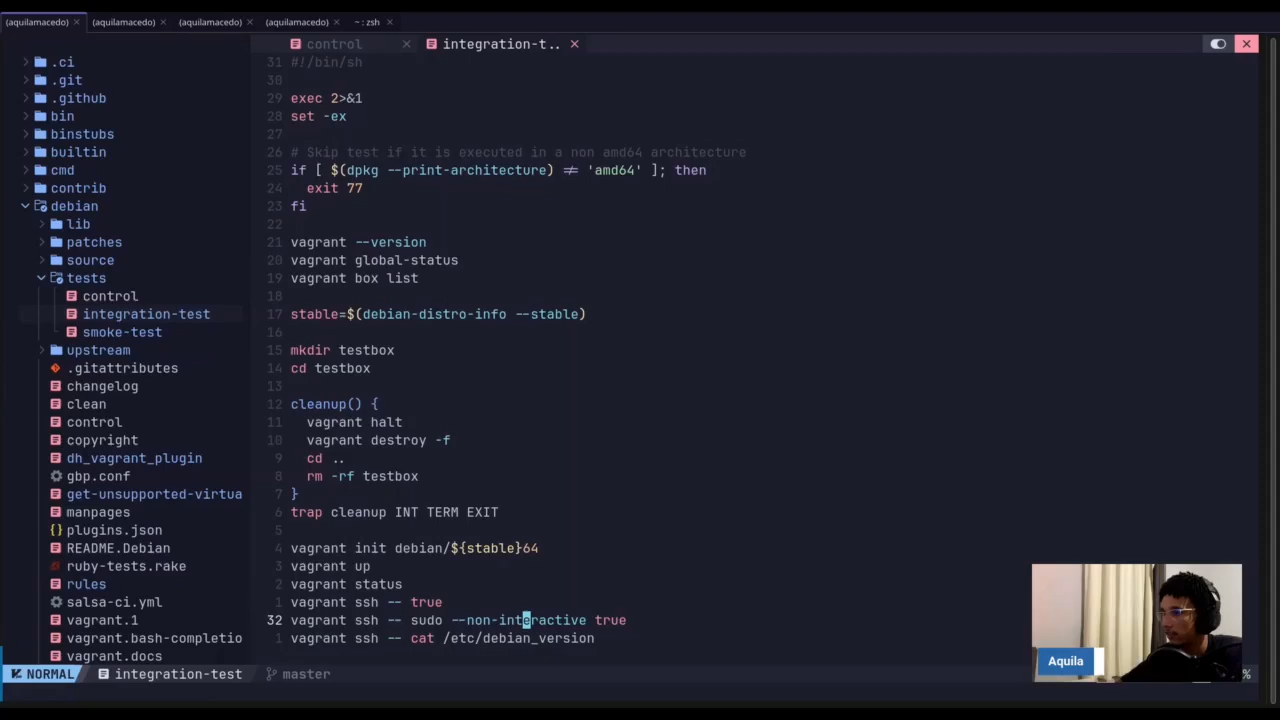 (aquilamacedo) × (aquilamacedo) × (aquilamacedo) × (aquilamacedo) × ~ : zsh ×
control × integration-t.. ×
.ci
.git
.github
bin
binstubs
builtin
cmd
contrib
debian
lib
patches
source
tests
control
integration-test
smoke-test
upstream
.gitattributes
changelog
clean
control
copyright
dh_vagrant_plugin
gbp.conf
get-unsupported-virtua
manpages
plugins.json
README.Debian
ruby-tests.rake
rules
salsa-ci.yml
vagrant.1
vagrant.bash-completio
vagrant.docs
31 #!/bin/sh
30
29 exec 2>&1
28 set -ex
27
26 # Skip test if it is executed in a non amd64 architecture
25 if [ $(dpkg --print-architecture) != 'amd64' ]; then
24 exit 77
23 fi
22
21 vagrant --version
20 vagrant global-status
19 vagrant box list
18
17 stable=$(debian-distro-info --stable)
16
15 mkdir testbox
14 cd testbox
13
12 cleanup() {
11 vagrant halt
10 vagrant destroy -f
9 cd ..
8 rm -rf testbox
7 }
6 trap cleanup INT TERM EXIT
5
4 vagrant init debian/${stable}64
3 vagrant up
2 vagrant status
1 vagrant ssh -- true
32 vagrant ssh -- sudo --non-interactive true
1 vagrant ssh -- cat /etc/debian_version
NORMAL integration-test master %
Aquila